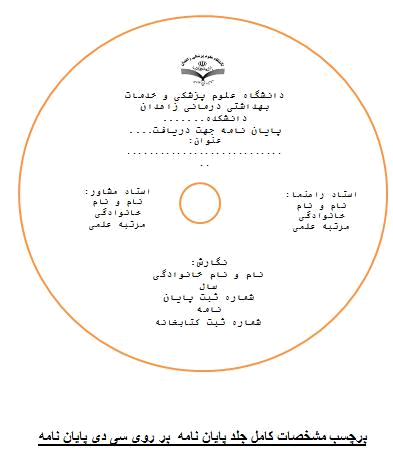 دانشگاه علوم پزشکی و خدمات
بهداشتی درمانی زاهدان
دانشکده.......
پایان نامه جهت دریافت....
عنوان:
............................
..
استاد راهنما:
نام و نام
خانوادگی
مرتبه علمی
استاد مشاور:
نام و نام
خانوادگی
مرتبه علمی
نگارش:
نام و نام خانوادگی
سال
شماره ثبت پایان
نامه
شماره ثبت کتابخانه
برچسب مشخصات کامل جلد پایان نامه بر روی سی دی پایان نامه